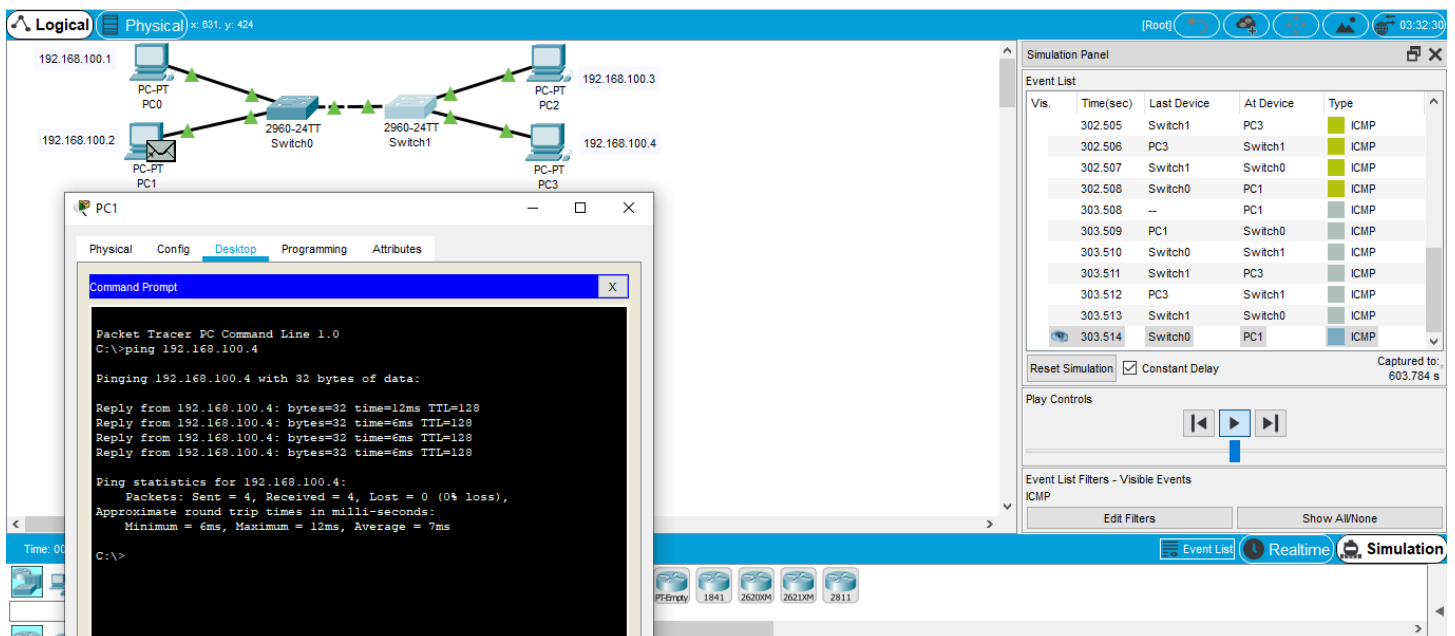 Logical Physical x: 631, y: 424 [Root] 03:32:30
192.168.100.1
PC-PT
PC0
192.168.100.2
PC-PT
PC1
2960-24TT
Switch0
2960-24TT
Switch1
PC-PT
PC2
192.168.100.3
192.168.100.4
PC-PT
PC3
PC1
Physical Config Desktop Programming Attributes
Command Prompt X
Packet Tracer PC Command Line 1.0
C:\>ping 192.168.100.4
Pinging 192.168.100.4 with 32 bytes of data:
Reply from 192.168.100.4: bytes=32 time=12ms TTL=128
Reply from 192.168.100.4: bytes=32 time=6ms TTL=128
Reply from 192.168.100.4: bytes=32 time=6ms TTL=128
Reply from 192.168.100.4: bytes=32 time=6ms TTL=128
Ping statistics for 192.168.100.4:
Packets: Sent = 4, Received = 4, Lost = 0 (0% loss),
Approximate round trip times in milli-seconds:
Minimum = 6ms, Maximum = 12ms, Average = 7ms
C:\>
Simulation Panel
Event List
Vis. Time(sec) Last Device At Device Type
302.505 Switch1 PC3 ICMP
302.506 PC3 Switch1 ICMP
302.507 Switch1 Switch0 ICMP
302.508 Switch0 PC1 ICMP
303.508 -- PC1 ICMP
303.509 PC1 Switch0 ICMP
303.510 Switch0 Switch1 ICMP
303.511 Switch1 PC3 ICMP
303.512 PC3 Switch1 ICMP
303.513 Switch1 Switch0 ICMP
303.514 Switch0 PC1 ICMP
Reset Simulation Constant Delay Captured to:
603.784 s
Play Controls
Event List Filters - Visible Events
ICMP
Edit Filters Show All/None
Time: 00 Event List Realtime Simulation
PT-Empty 1841 2620XM 2621XM 2811